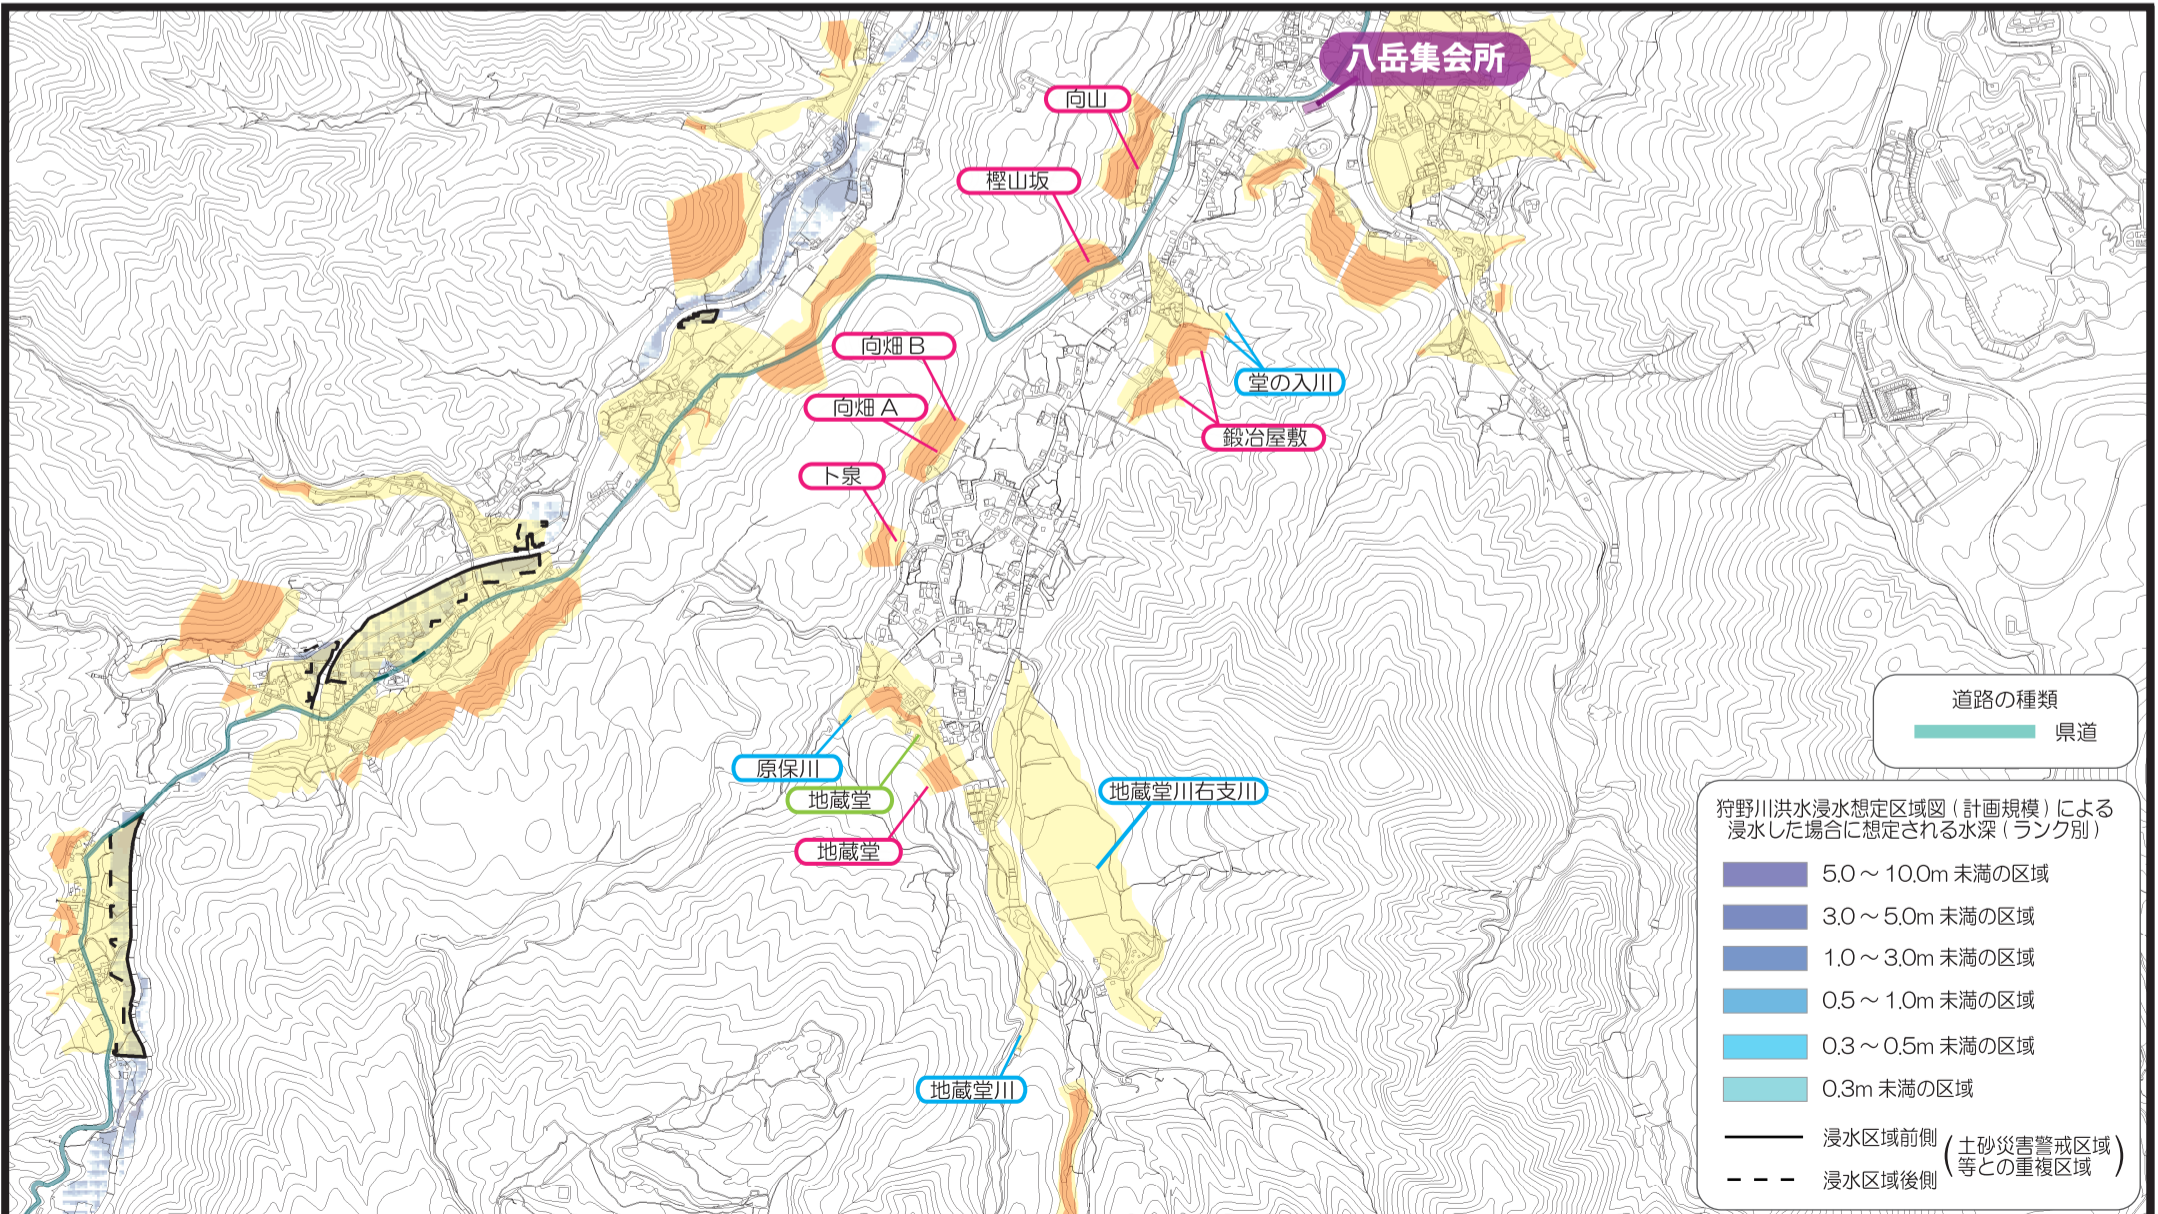 八岳集会所
向山
樫山坂
向畑 B
堂の入川
向畑 A
鍛冶屋敷
卜泉
原保川
地蔵堂
地蔵堂川右支川
地蔵堂
地蔵堂川
道路の種類
県道
狩野川洪水浸水想定区域図 ( 計画規模 ) による
浸水した場合に想定される水深 ( ランク別 )
5.0 ～ 10.0m 未満の区域
3.0 ～ 5.0m 未満の区域
1.0 ～ 3.0m 未満の区域
0.5 ～ 1.0m 未満の区域
0.3 ～ 0.5m 未満の区域
0.3m 未満の区域
浸水区域前側
浸水区域後側
( 土砂災害警戒区域
等との重複区域 )